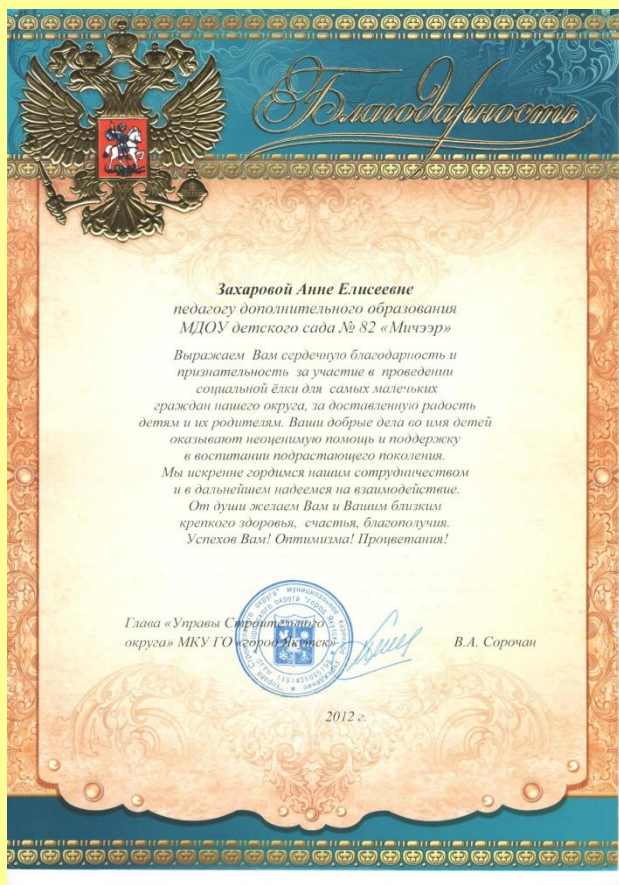 Благодарность
Захаровой Анне Елисеевне
педагогу дополнительного образования
МДОУ детского сада № 82 «Мичээр»
Выражаем Вам сердечную благодарность и
признательность за участие в проведении
социальной ёлки для самых маленьких
граждан нашего округа, за доставленную радость
детям и их родителям. Ваши добрые дела во имя детей
оказывают неоценимую помощь и поддержку
в воспитании подрастающего поколения.
Мы искренне гордимся нашим сотрудничеством
и в дальнейшем надеемся на взаимодействие.
От души желаем Вам и Вашим близким
крепкого здоровья, счастья, благополучия.
Успехов Вам! Оптимизма! Процветания!
Глава «Управы Строительного
округа» МКУ ГО «город Якутск»
В.А. Сорочан
2012 г.